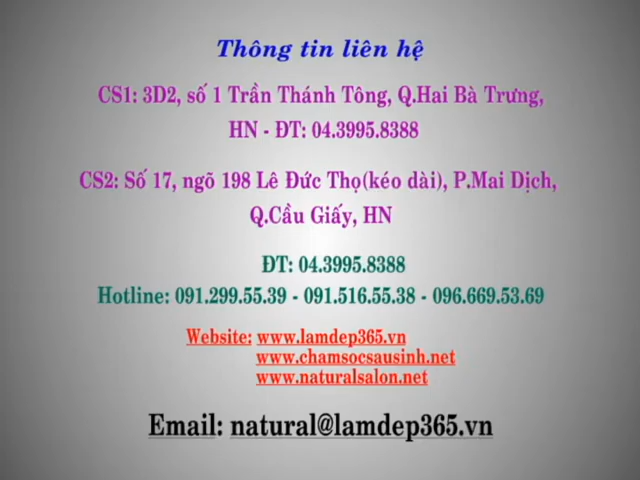 Thông tin liên hệ
CS1: 3D2, số 1 Trần Thánh Tông, Q.Hai Bà Trưng,
HN - ĐT: 04.3995.8388
CS2: Số 17, ngõ 198 Lê Đức Thọ(kéo dài), P.Mai Dịch,
Q.Cầu Giấy, HN
ĐT: 04.3995.8388
Hotline: 091.299.55.39 - 091.516.55.38 - 096.669.53.69
Website: www.lamdep365.vn
www.chamsocsausinh.net
www.naturalsalon.net
Email: natural@lamdep365.vn